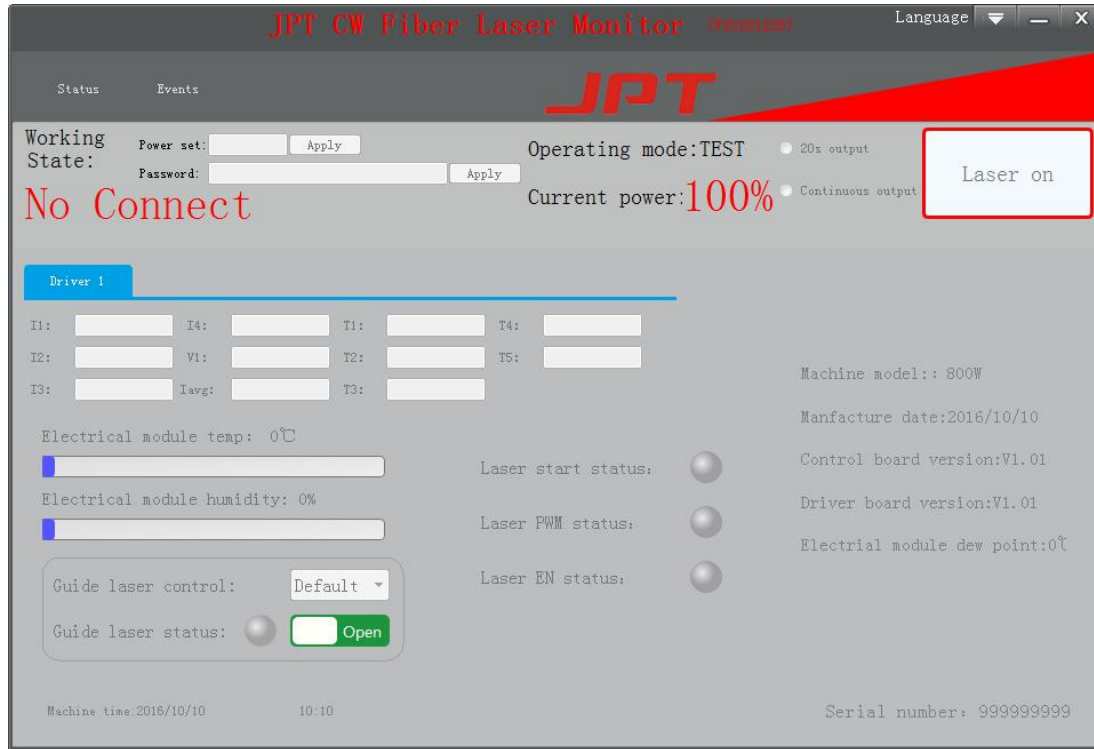 JPT CW Fiber Laser Monitor
Language
Status Events
JPT
Working State:
Power set: Apply
Password: Apply
No Connect
Operating mode:TEST
Current power:100%
20s output
Continuous output
Laser on
Driver 1
I1: I4: T1: T4:
I2: V1: T2: T5:
I3: Iavg: T3:
Electrical module temp: 0℃
Electrical module humidity: 0%
Guide laser control: Default
Guide laser status: Open
Laser start status:
Laser PWM status:
Laser EN status:
Machine model:: 800W
Manfacture date:2016/10/10
Control board version:V1.01
Driver board version:V1.01
Electrial module dew point:0℃
Machine time:2016/10/10 10:10
Serial number: 999999999